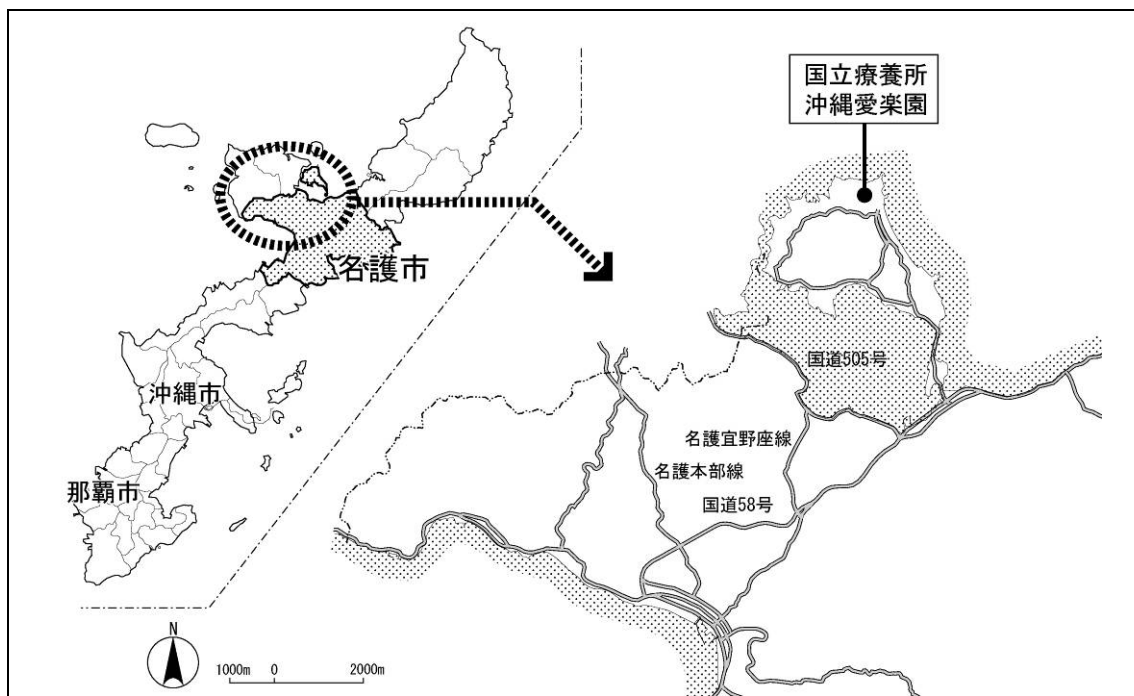 国立療養所
沖縄愛楽園
名護市
沖縄市
那覇市
国道505号
名護宜野座線
名護本部線
国道58号
N
1000m 0 2000m